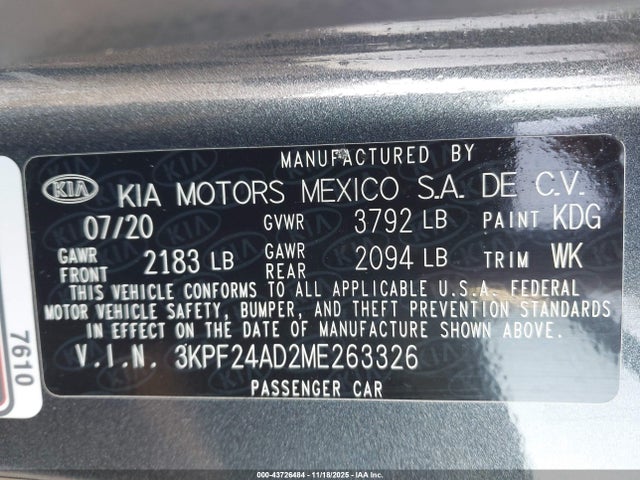 MANUFACTURED BY
KIA KIA MOTORS MEXICO S.A. DE C.V.
07/20 GVWR 3792 LB PAINT KDG
GAWR FRONT 2183 LB GAWR REAR 2094 LB TRIM WK
THIS VEHICLE CONFORMS TO ALL APPLICABLE U.S.A. FEDERAL
MOTOR VEHICLE SAFETY, BUMPER, AND THEFT PREVENTION STANDARDS
IN EFFECT ON THE DATE OF MANUFACTURE SHOWN ABOVE.
V.I.N. 3KPF24AD2ME263326
PASSENGER CAR
7610
000-43726484 - 11/18/2025 - IAA Inc.